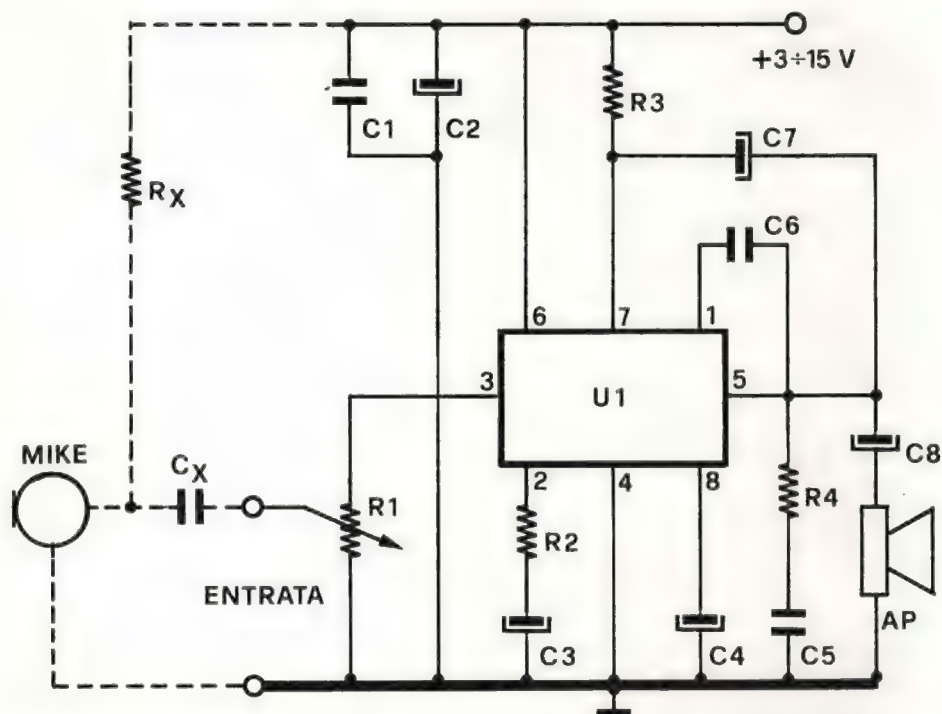 +3÷15 V
C1
C2
R3
C7
RX
C6
6
7
1
3
U1
5
MIKE
CX
C8
R1
2
4
8
R4
R2
ENTRATA
AP
C3
C4
C5